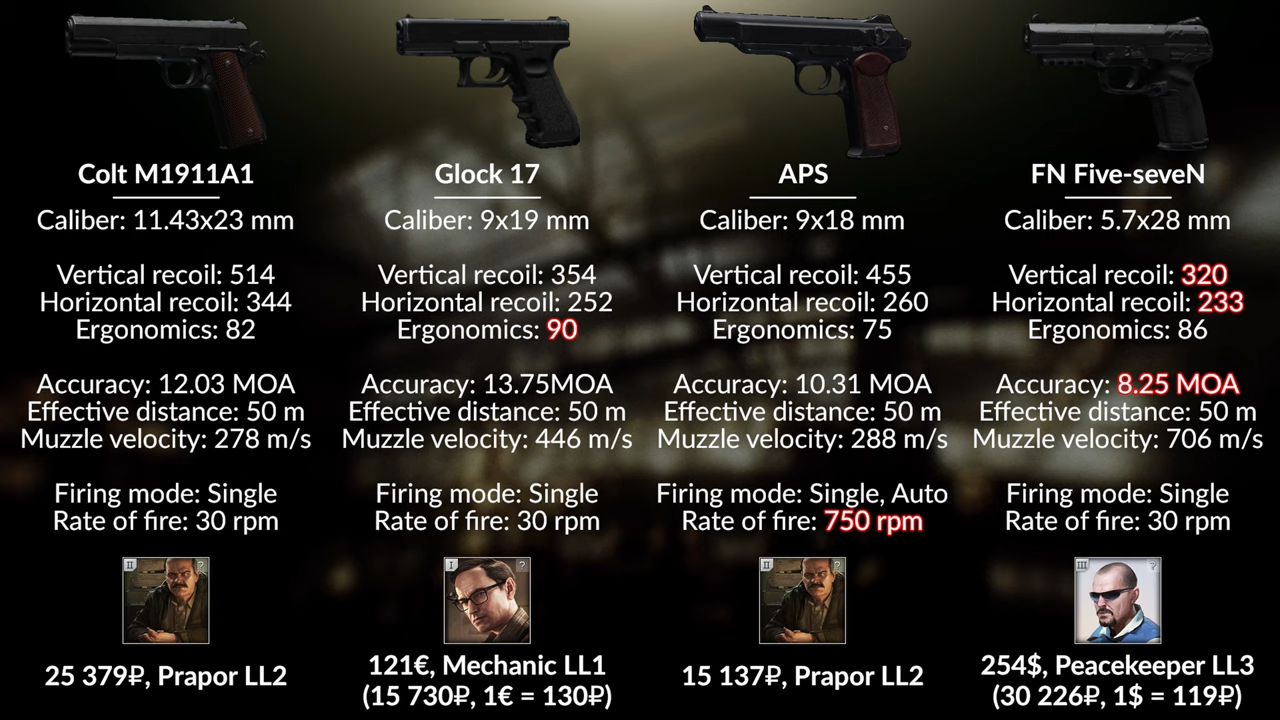 Colt M1911A1
Caliber: 11.43x23 mm
Vertical recoil: 514
Horizontal recoil: 344
Ergonomics: 82
Accuracy: 12.03 MOA
Effective distance: 50 m
Muzzle velocity: 278 m/s
Firing mode: Single
Rate of fire: 30 rpm
II ?
25 379₽, Prapor LL2
Glock 17
Caliber: 9x19 mm
Vertical recoil: 354
Horizontal recoil: 252
Ergonomics: 90
Accuracy: 13.75MOA
Effective distance: 50 m
Muzzle velocity: 446 m/s
Firing mode: Single
Rate of fire: 30 rpm
I ?
121€, Mechanic LL1
(15 730₽, 1€ = 130₽)
APS
Caliber: 9x18 mm
Vertical recoil: 455
Horizontal recoil: 260
Ergonomics: 75
Accuracy: 10.31 MOA
Effective distance: 50 m
Muzzle velocity: 288 m/s
Firing mode: Single, Auto
Rate of fire: 750 rpm
II ?
15 137₽, Prapor LL2
FN Five-seveN
Caliber: 5.7x28 mm
Vertical recoil: 320
Horizontal recoil: 233
Ergonomics: 86
Accuracy: 8.25 MOA
Effective distance: 50 m
Muzzle velocity: 706 m/s
Firing mode: Single
Rate of fire: 30 rpm
III ?
254$, Peacekeeper LL3
(30 226₽, 1$ = 119₽)